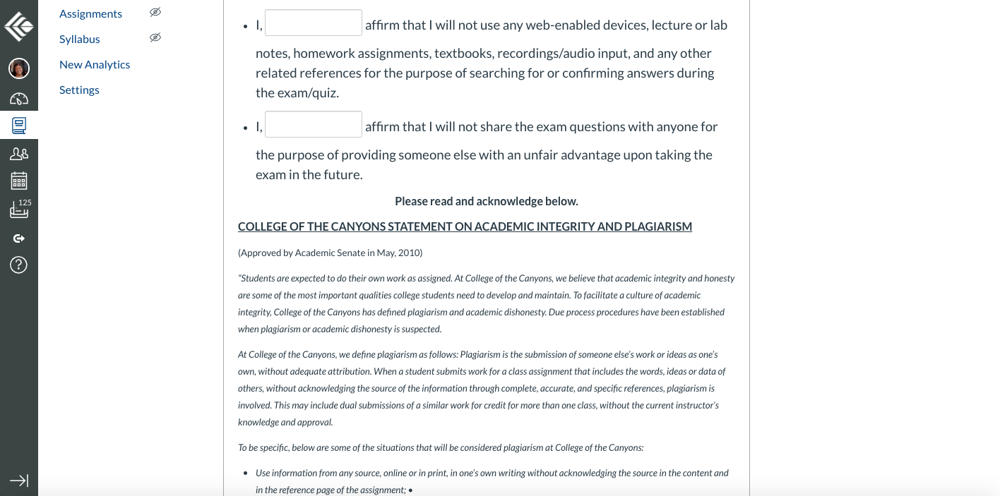 Assignments
Syllabus
New Analytics
Settings
125
• I, affirm that I will not use any web-enabled devices, lecture or lab
notes, homework assignments, textbooks, recordings/audio input, and any other
related references for the purpose of searching for or confirming answers during
the exam/quiz.
• I, affirm that I will not share the exam questions with anyone for
the purpose of providing someone else with an unfair advantage upon taking the
exam in the future.
Please read and acknowledge below.
COLLEGE OF THE CANYONS STATEMENT ON ACADEMIC INTEGRITY AND PLAGIARISM
(Approved by Academic Senate in May, 2010)
“Students are expected to do their own work as assigned. At College of the Canyons, we believe that academic integrity and honesty
are some of the most important qualities college students need to develop and maintain. To facilitate a culture of academic
integrity, College of the Canyons has defined plagiarism and academic dishonesty. Due process procedures have been established
when plagiarism or academic dishonesty is suspected.
At College of the Canyons, we define plagiarism as follows: Plagiarism is the submission of someone else’s work or ideas as one’s
own, without adequate attribution. When a student submits work for a class assignment that includes the words, ideas or data of
others, without acknowledging the source of the information through complete, accurate, and specific references, plagiarism is
involved. This may include dual submissions of a similar work for credit for more than one class, without the current instructor’s
knowledge and approval.
To be specific, below are some of the situations that will be considered plagiarism at College of the Canyons:
• Use information from any source, online or in print, in one’s own writing without acknowledging the source in the content and
in the reference page of the assignment; •